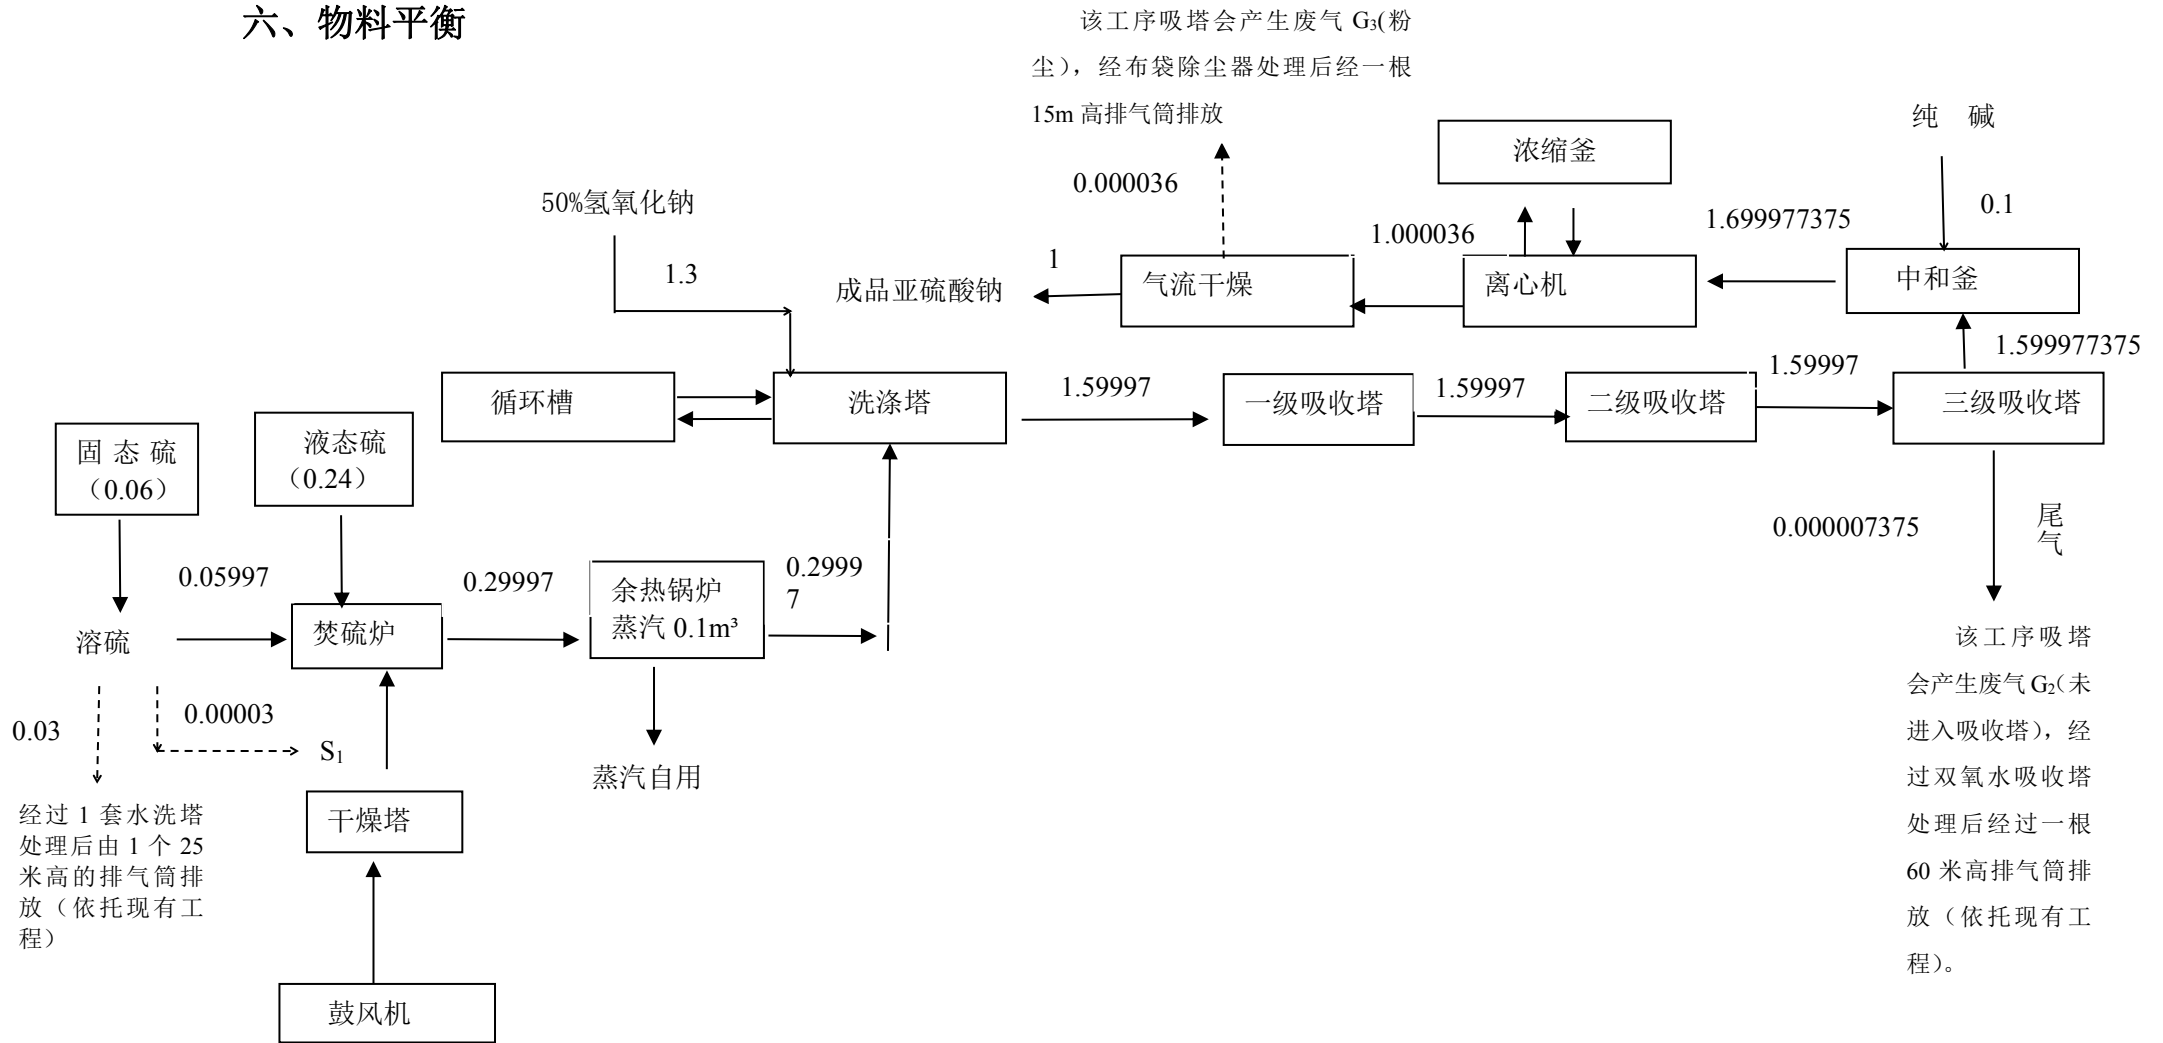 六、物料平衡
该工序吸塔会产生废气 G₃(粉
尘），经布袋除尘器处理后经一根
15m 高排气筒排放
纯 碱
0.1
浓缩釜
0.000036
50%氢氧化钠
1.3
1.699977375
1.000036
1
成品亚硫酸钠
气流干燥
离心机
中和釜
1.599977375
循环槽
洗涤塔
1.59997
一级吸收塔
1.59997
二级吸收塔
1.59997
三级吸收塔
固 态 硫
（0.06）
液态硫
（0.24）
0.000007375
尾
气
0.05997
0.29997
0.2999
7
溶硫
焚硫炉
余热锅炉
蒸汽 0.1m³
0.03
0.00003
S₁
蒸汽自用
经过 1 套水洗塔
处理后由 1 个 25
米高的排气筒排
放（依托现有工
程）
干燥塔
鼓风机
该工序吸塔
会产生废气 G₂（未
进入吸收塔），经
过双氧水吸收塔
处理后经过一根
60 米高排气筒排
放（依托现有工
程）。